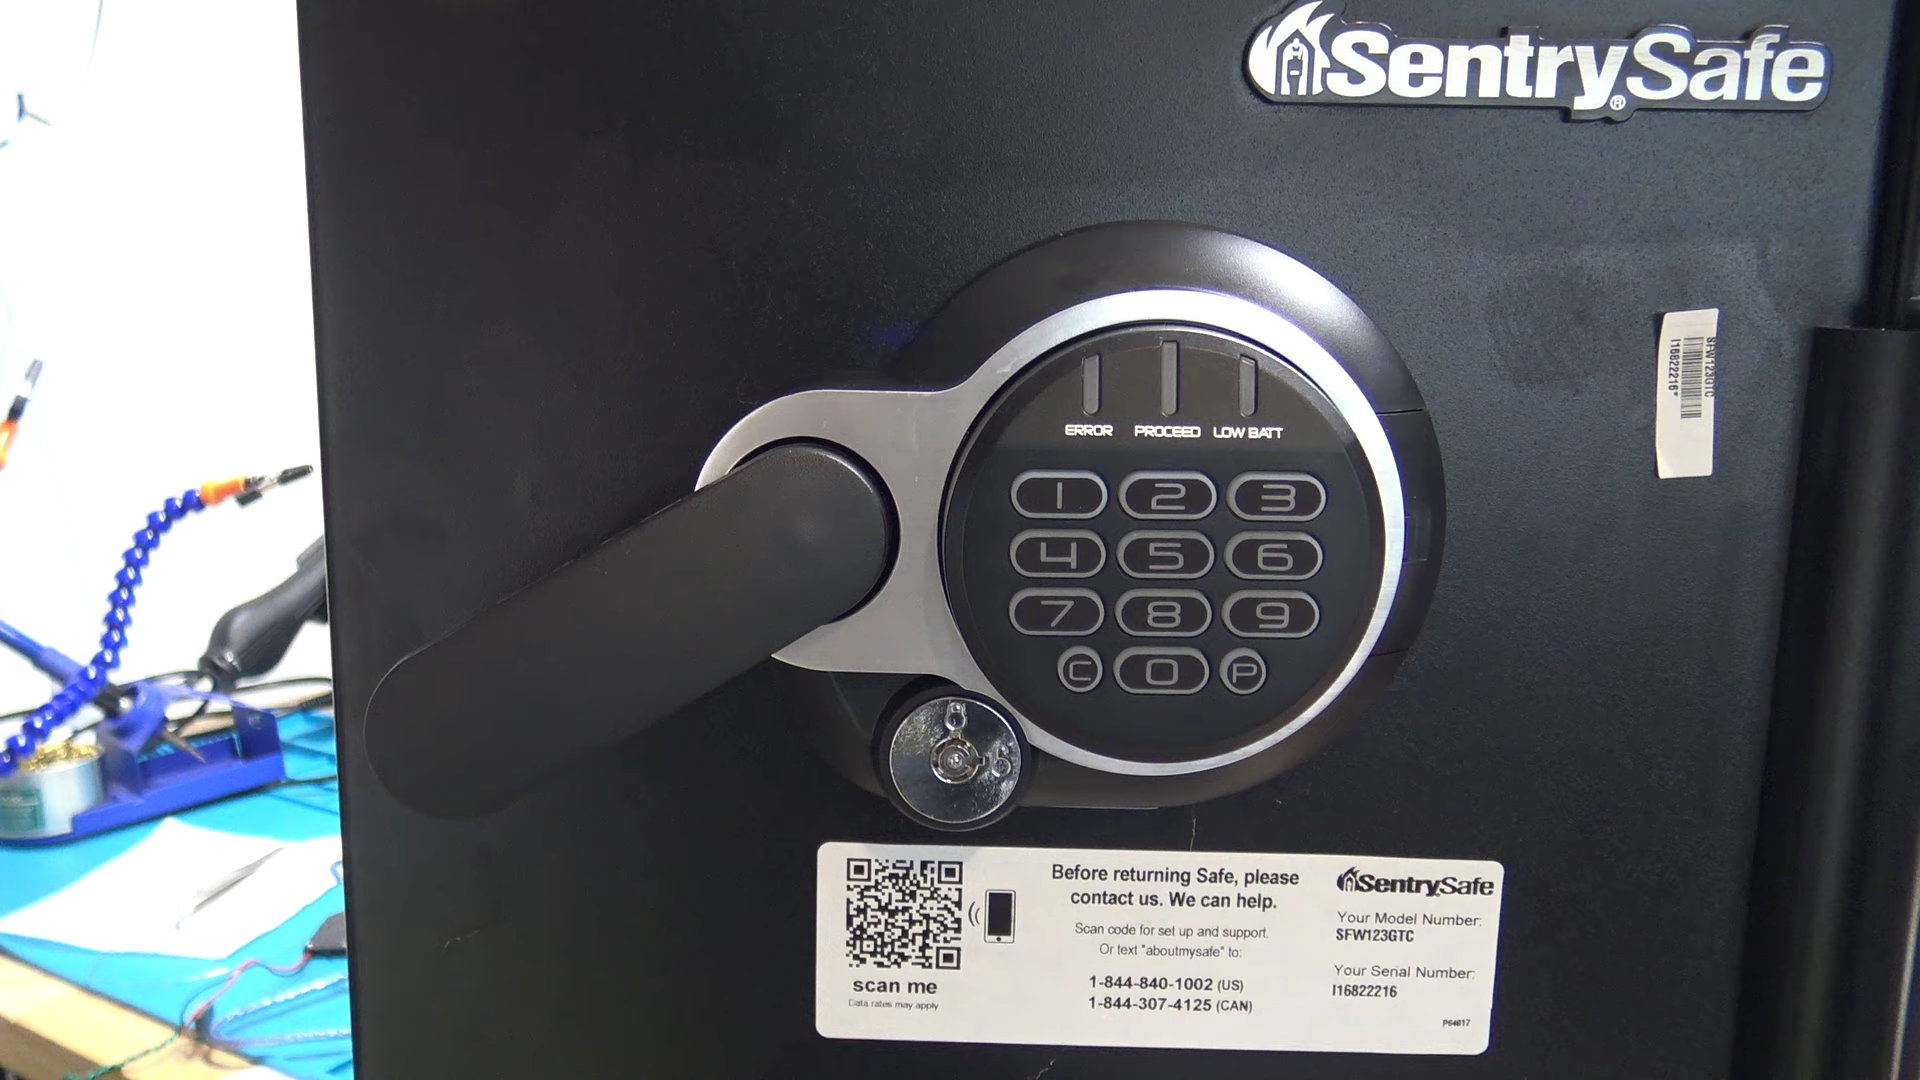 SentrySafe®
ERROR PROCEED LOW BATT
1 2 3
4 5 6
7 8 9
C 0 P
SFW123GTC
I16822216*
scan me
Data rates may apply
Before returning Safe, please
contact us. We can help.
Scan code for set up and support.
Or text "aboutmysafe" to:
1-844-840-1002 (US)
1-844-307-4125 (CAN)
SentrySafe
Your Model Number:
SFW123GTC
Your Serial Number:
I16822216
P64017